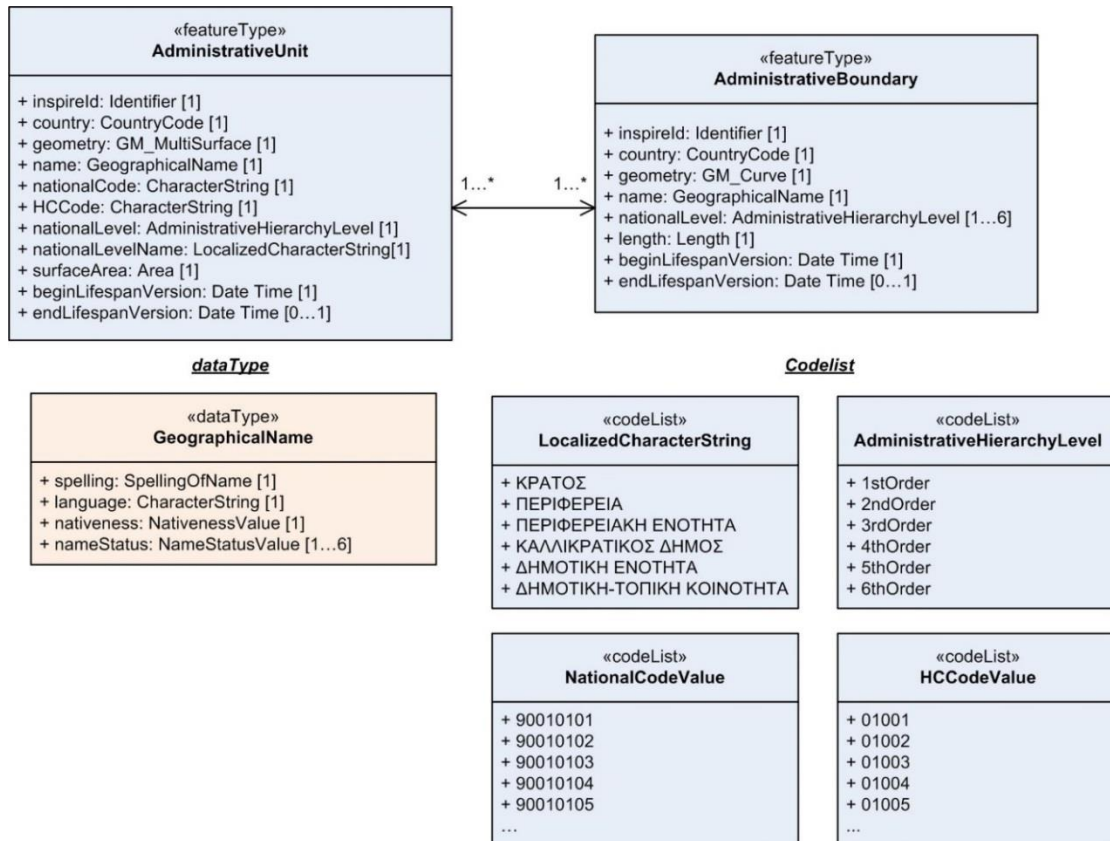 «featureType»
AdministrativeUnit
+ inspireId: Identifier [1]
+ country: CountryCode [1]
+ geometry: GM_MultiSurface [1]
+ name: GeographicalName [1]
+ nationalCode: CharacterString [1]
+ HCCode: CharacterString [1]
+ nationalLevel: AdministrativeHierarchyLevel [1]
+ nationalLevelName: LocalizedCharacterString[1]
+ surfaceArea: Area [1]
+ beginLifespanVersion: Date Time [1]
+ endLifespanVersion: Date Time [0…1]
1…*
1…*
«featureType»
AdministrativeBoundary
+ inspireId: Identifier [1]
+ country: CountryCode [1]
+ geometry: GM_Curve [1]
+ name: GeographicalName [1]
+ nationalLevel: AdministrativeHierarchyLevel [1…6]
+ length: Length [1]
+ beginLifespanVersion: Date Time [1]
+ endLifespanVersion: Date Time [0…1]
dataType
«dataType»
GeographicalName
+ spelling: SpellingOfName [1]
+ language: CharacterString [1]
+ nativeness: NativenessValue [1]
+ nameStatus: NameStatusValue [1…6]
Codelist
«codeList»
LocalizedCharacterString
+ ΚΡΑΤΟΣ
+ ΠΕΡΙΦΕΡΕΙΑ
+ ΠΕΡΙΦΕΡΕΙΑΚΗ ΕΝΟΤΗΤΑ
+ ΚΑΛΛΙΚΡΑΤΙΚΟΣ ΔΗΜΟΣ
+ ΔΗΜΟΤΙΚΗ ΕΝΟΤΗΤΑ
+ ΔΗΜΟΤΙΚΗ-ΤΟΠΙΚΗ ΚΟΙΝΟΤΗΤΑ
«codeList»
AdministrativeHierarchyLevel
+ 1stOrder
+ 2ndOrder
+ 3rdOrder
+ 4thOrder
+ 5thOrder
+ 6thOrder
«codeList»
NationalCodeValue
+ 90010101
+ 90010102
+ 90010103
+ 90010104
+ 90010105
…
«codeList»
HCCodeValue
+ 01001
+ 01002
+ 01003
+ 01004
+ 01005
...